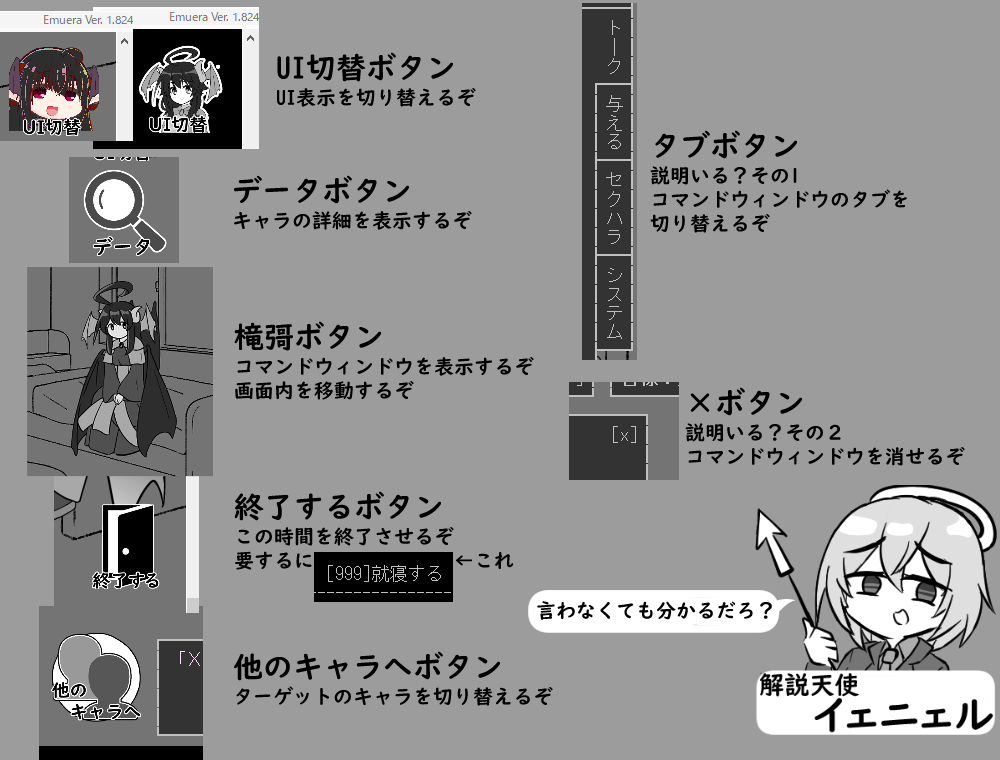 Emuera Ver. 1.824
Emuera Ver. 1.824
UI切替
UI切替
UI切替ボタン
UI表示を切り替えるぞ
データ
データボタン
キャラの詳細を表示するぞ
コマンドウィンドウを表示するぞ
画面内を移動するぞ
終了する
終了するボタン
この時間を終了させるぞ
要するに
[999]就寝する
←これ
他の
キャラへ
「X
他のキャラへボタン
ターゲットのキャラを切り替えるぞ
トーク
与える
セクハラ
システム
タブボタン
説明いる?その1
コマンドウィンドウのタブを
切り替えるぞ
[x]
×ボタン
説明いる?その2
コマンドウィンドウを消せるぞ
言わなくても分かるだろ?
解説天使
イェニェル